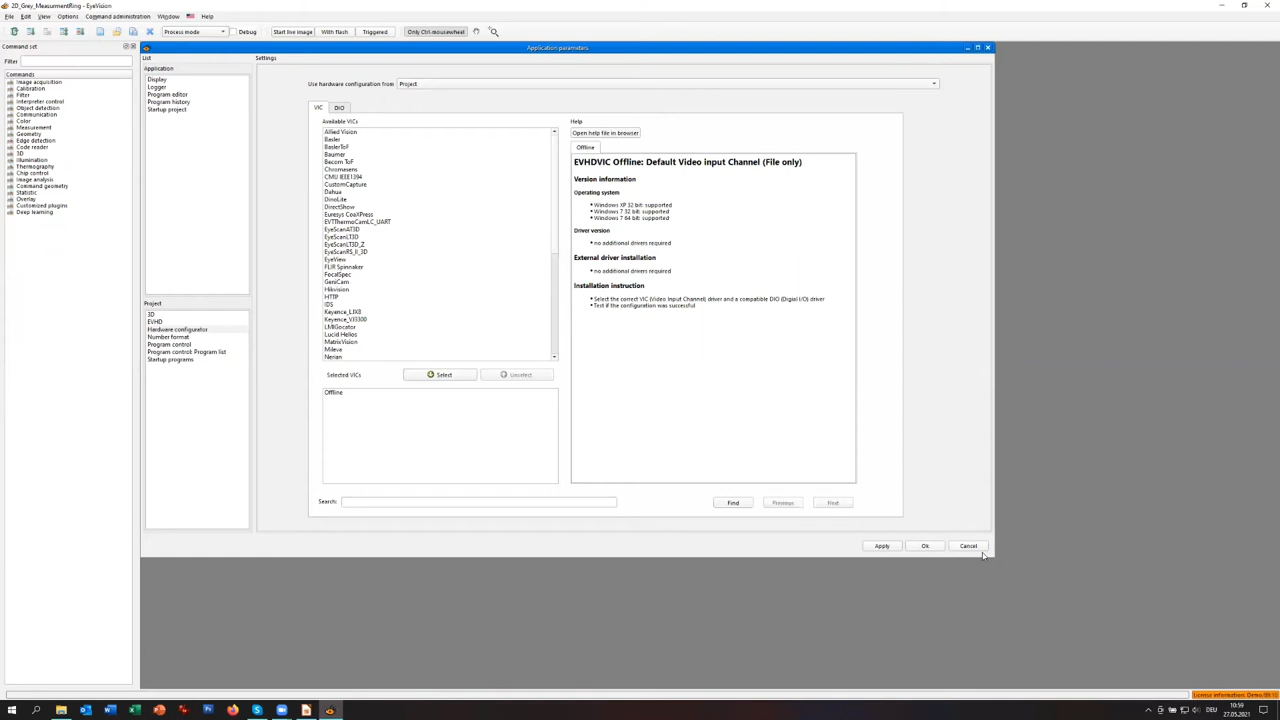 2D_Grey_MeasurmentRing - EyeVision
File Edit View Options Command administration Window Help
Process mode Debug Start live image With flash Triggered Only Ctrl-mousewheel
Command set
Filter
Commands
Image acquisition
Calibration
Filter
Interpreter control
Object detection
Communication
Color
Measurement
Geometry
Edge detection
Code reader
3D
Illumination
Thermography
Chip control
Image analysis
Command geometry
Statistic
Overlay
Customized plugins
Deep learning
Application parameters
List
Application
Display
Logger
Program editor
Program history
Startup project
Project
3D
EVHD
Hardware configurator
Number format
Program control
Program control: Program list
Startup programs
Settings
Use hardware configuration from Project
VIC DIO
Available VICs
Allied Vision
Basler
BaslerToF
Baumer
Becom ToF
Chromasens
CMU IEEE1394
CustomCapture
Dahua
DinoLite
DirectShow
Euresys CoaXPress
EVTThermoCamLC_UART
EyeScanAT3D
EyeScanLT3D
EyeScanLT3D_Z
EyeScanRS_II_3D
EyeView
FLIR Spinnaker
FocalSpec
GeniCam
Hikvision
HTTP
IDS
Keyence_LJX8
Keyence_VJ3300
LMIGocator
Lucid Helios
MatrixVision
Mileva
Nerian
Selected VICs Select Unselect
Offline
Help
Open help file in browser
Offline
EVHDVIC Offline: Default Video input Channel (File only)
Version information
Operating system
• Windows XP 32 bit: supported
• Windows 7 32 bit: supported
• Windows 7 64 bit: supported
Driver version
• no additional drivers required
External driver installation
• no additional drivers required
Installation instruction
• Select the correct VIC (Video Input Channel) driver and a compatible DIO (Digial I/O) driver
• Test if the configuration was successful
Search: Find Previous Next
Apply Ok Cancel
DEU
10:59
27.05.2021